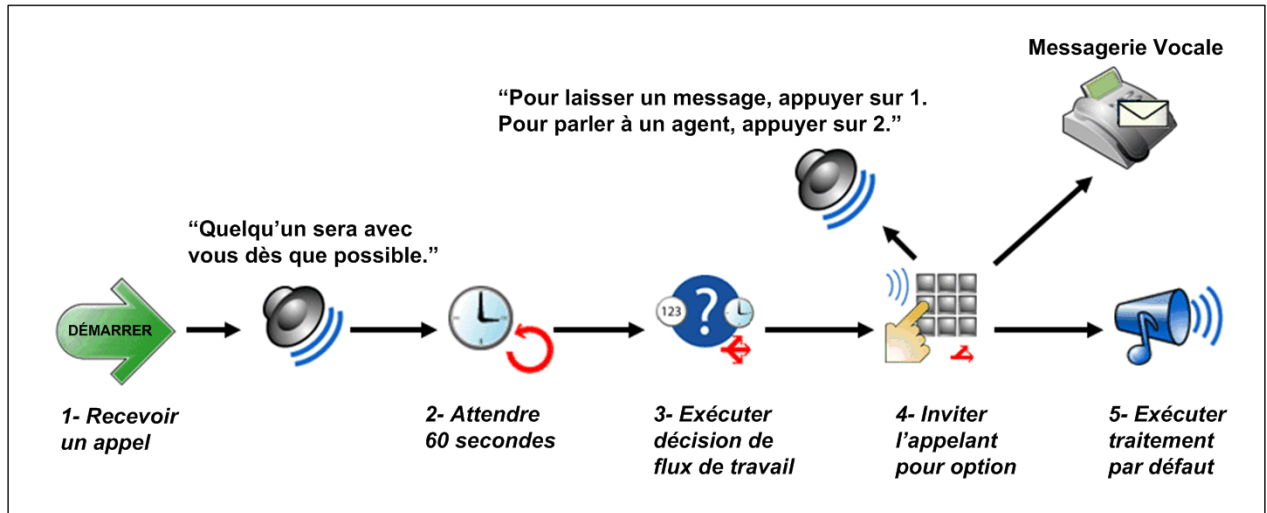 Messagerie Vocale
“Pour laisser un message, appuyer sur 1.
Pour parler à un agent, appuyer sur 2.”
“Quelqu’un sera avec
vous dès que possible.”
DÉMARRER
123
?
1- Recevoir
un appel
2- Attendre
60 secondes
3- Exécuter
décision de
flux de travail
4- Inviter
l’appelant
pour option
5- Exécuter
traitement
par défaut